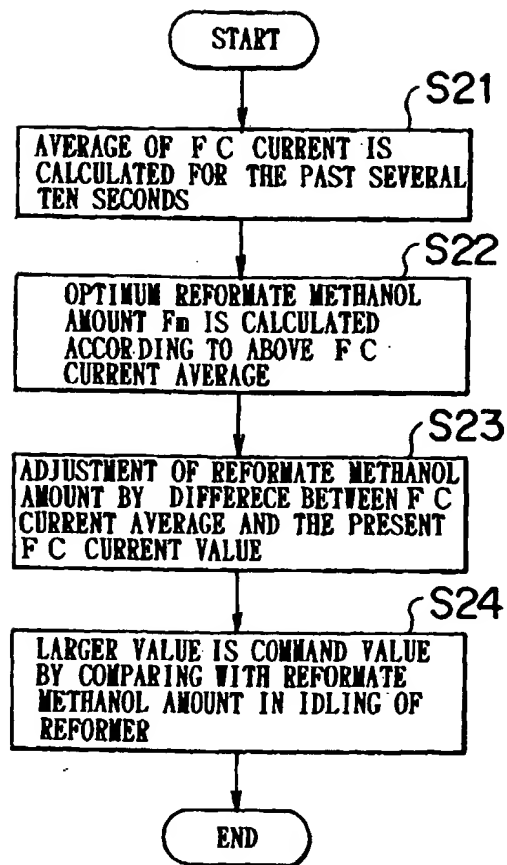 START
S21
AVERAGE OF F C CURRENT IS
CALCULATED FOR THE PAST SEVERAL
TEN SECONDS
S22
OPTIMUM REFORMATE METHANOL
AMOUNT Fm IS CALCULATED
ACCORDING TO ABOVE F C
CURRENT AVERAGE
S23
ADJUSTMENT OF REFORMATE METHANOL
AMOUNT BY DIFFERECE BETWEEN F C
CURRENT AVERAGE AND THE PRESENT
F C CURRENT VALUE
S24
LARGER VALUE IS COMMAND VALUE
BY COMPARING WITH REFORMATE
METHANOL AMOUNT IN IDLING OF
REFORMER
END